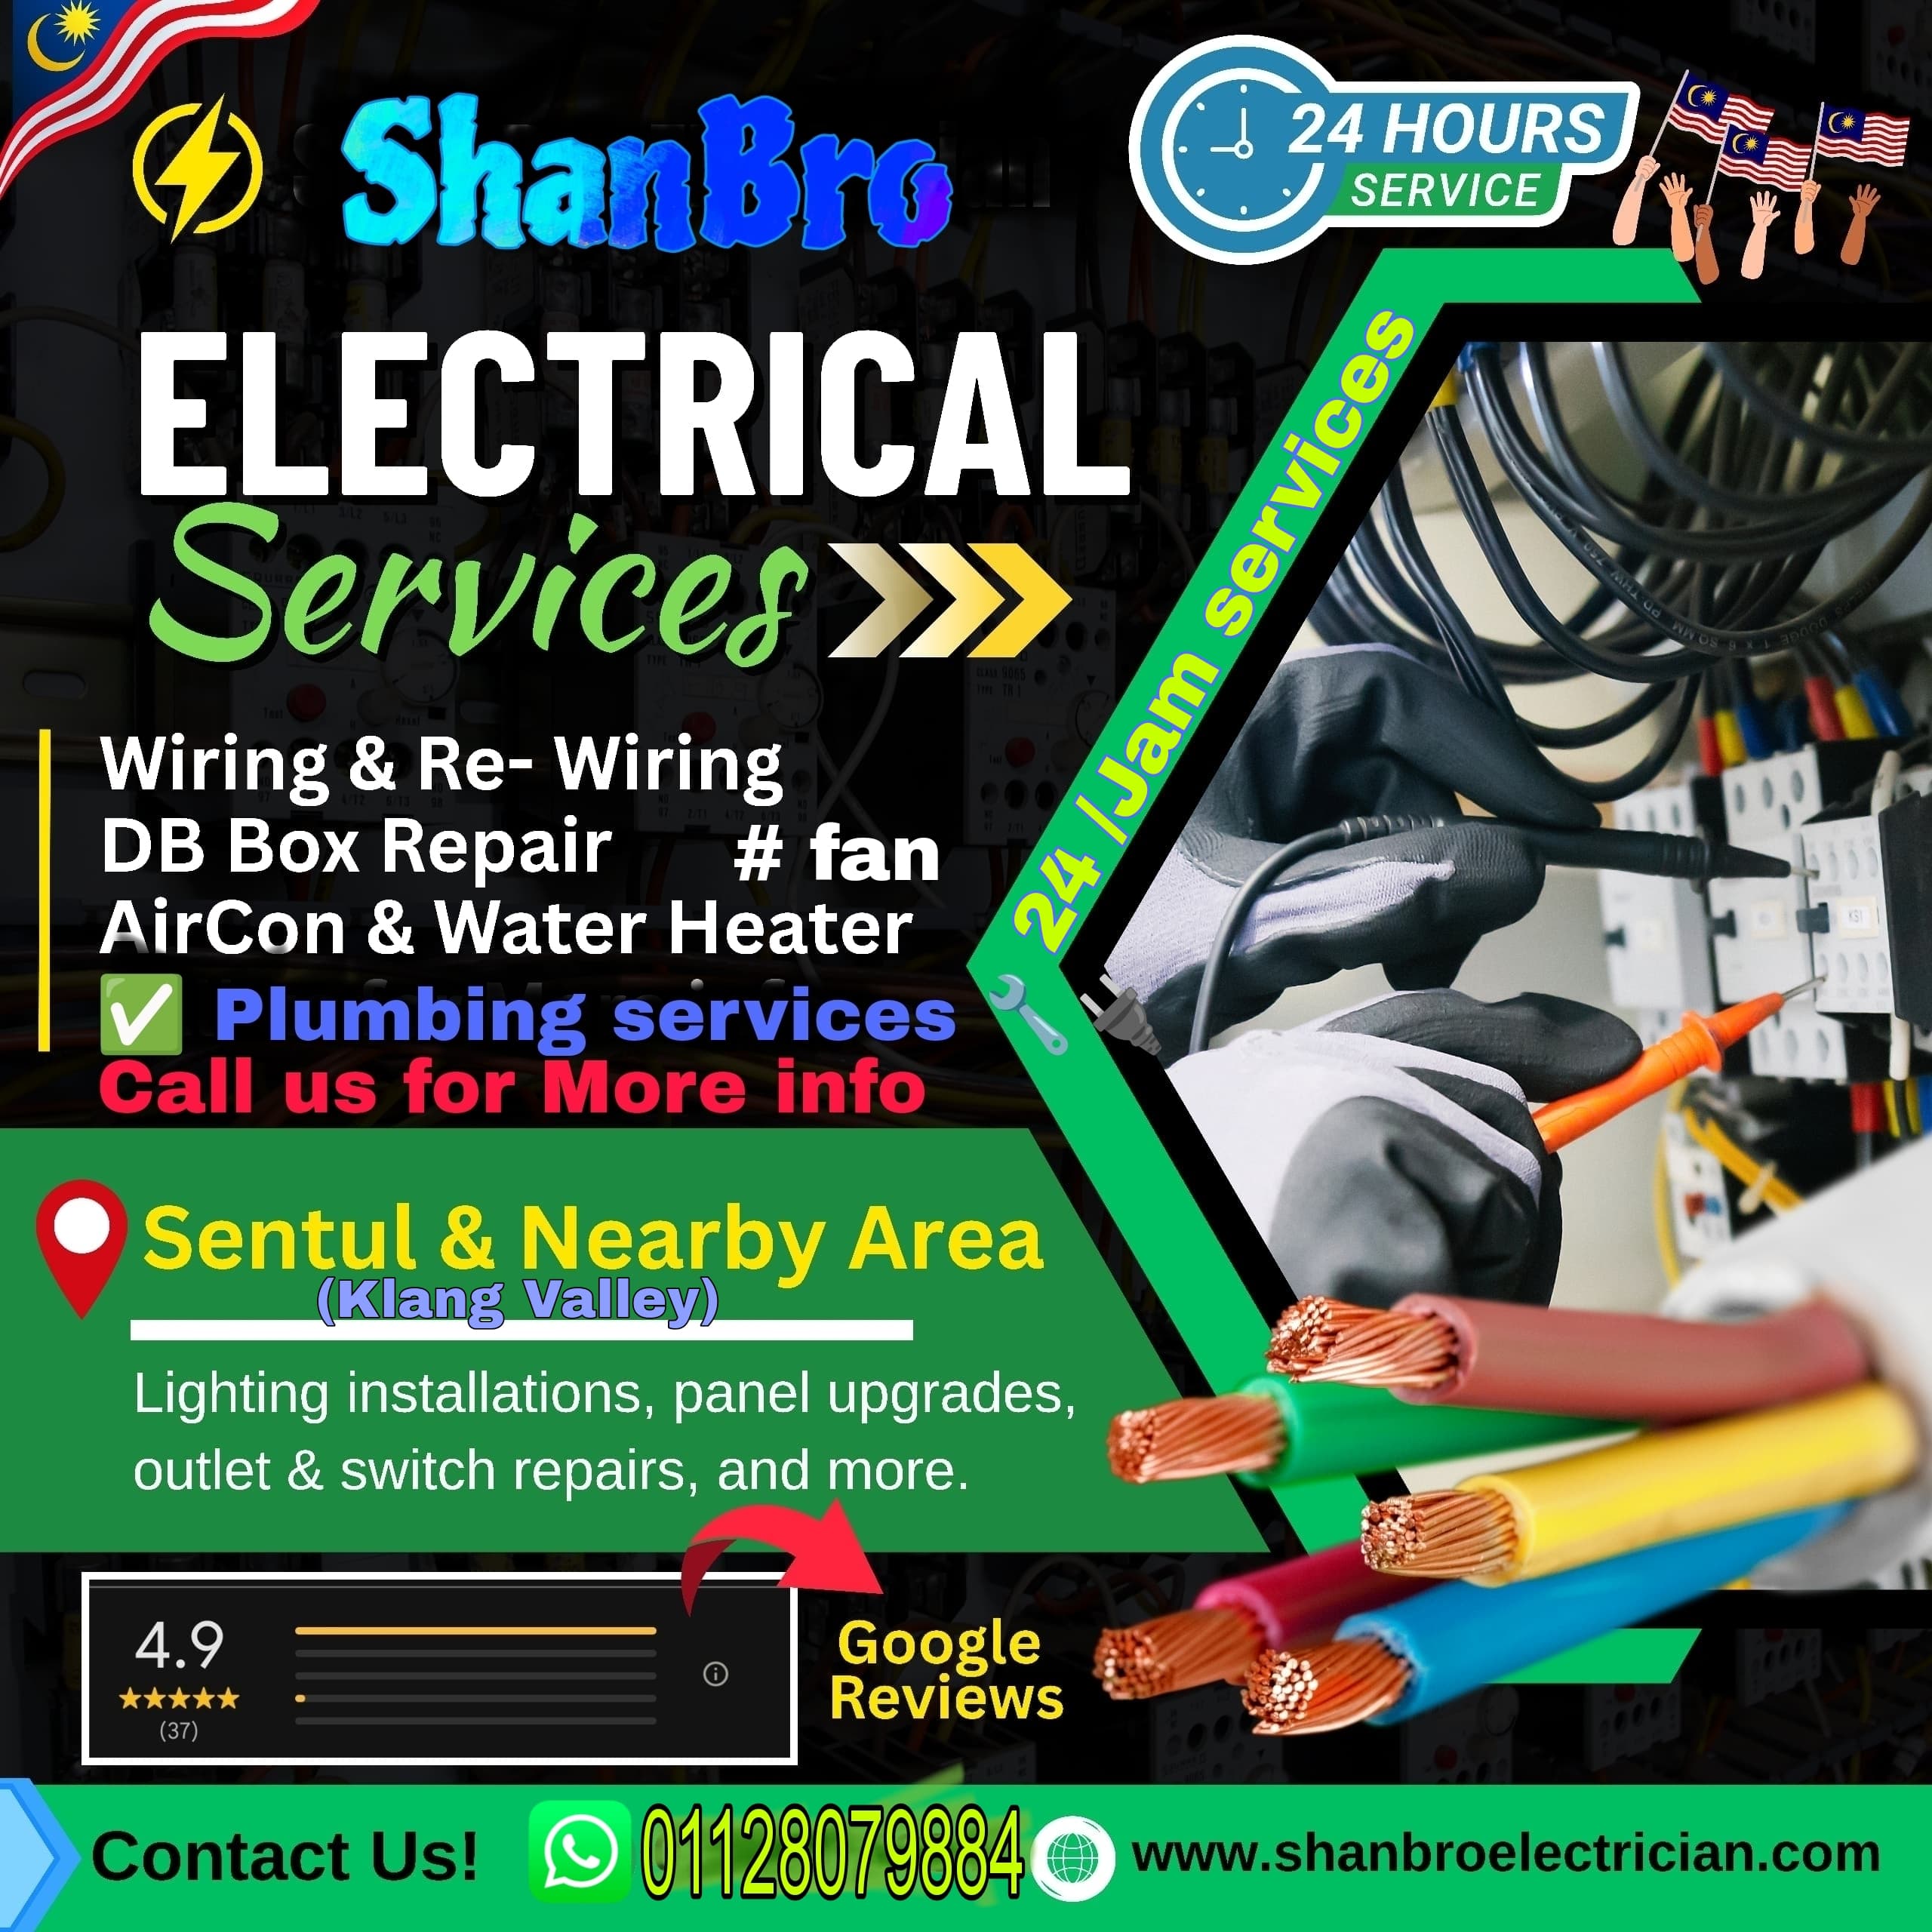 ShanBro
24 HOURS
SERVICE
ELECTRICAL
Services
24 /Jam services
Wiring & Re- Wiring
DB Box Repair # fan
AirCon & Water Heater
✅ Plumbing services
Call us for More info
Sentul & Nearby Area
(Klang Valley)
Lighting installations, panel upgrades,
outlet & switch repairs, and more.
4.9
(37)
Google
Reviews
Contact Us!
01128079884
www.shanbroelectrician.com